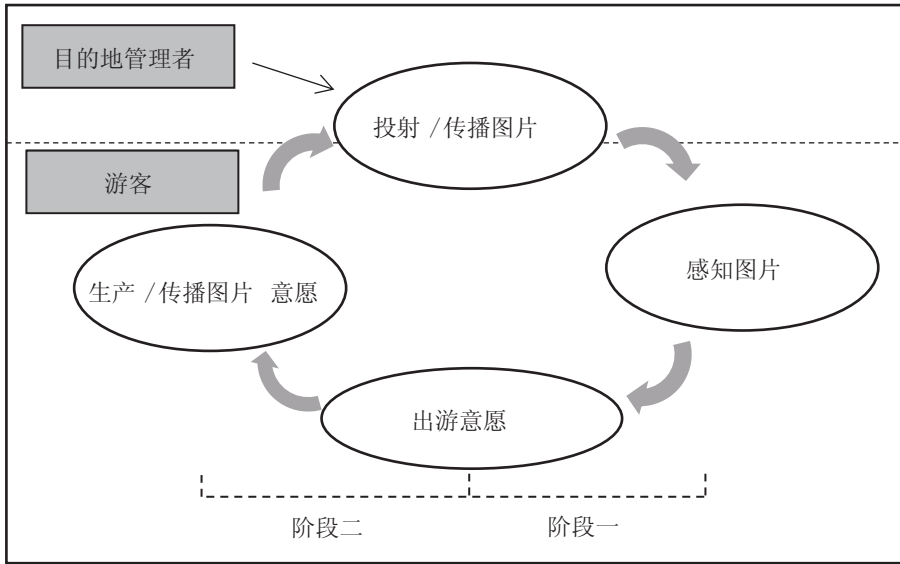 目的地管理者
投射 /传播图片
游客
感知图片
生产 /传播图片 意愿
出游意愿
阶段二
阶段一